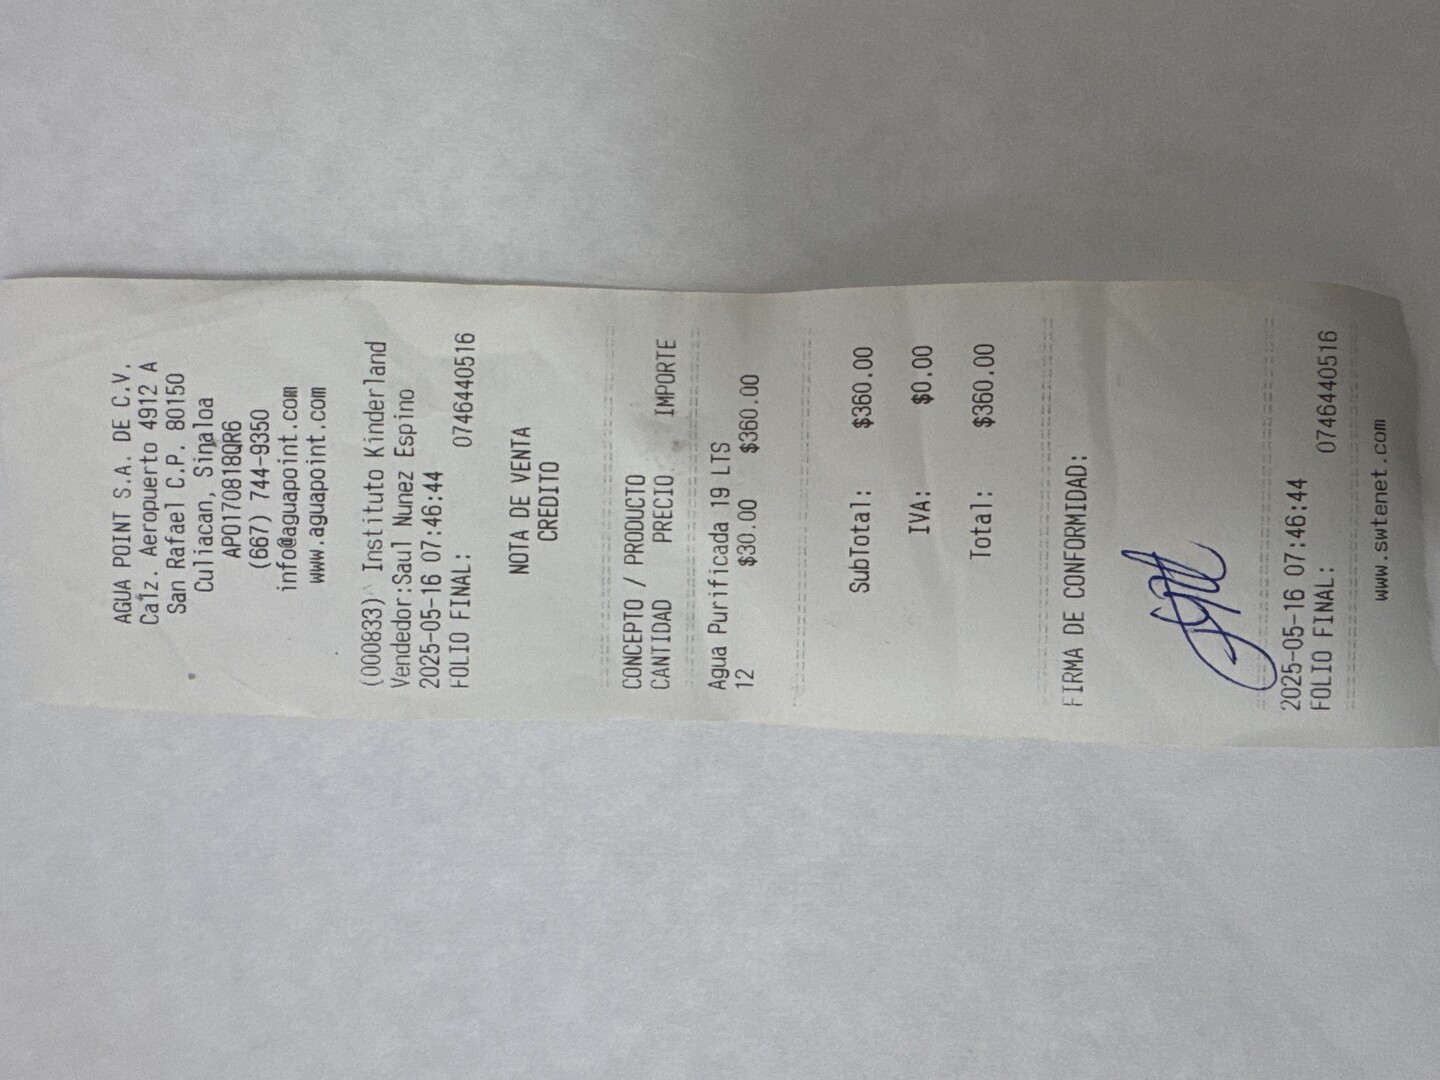 AGUA POINT S.A. DE C.V.
Calz. Aeropuerto 4912 A
San Rafael C.P. 80150
Culiacan, Sinaloa
APO170818QR6
(667) 744-9350
info@aguapoint.com
www.aguapoint.com
(000833) Instituto Kinderland
Vendedor:Saul Nunez Espino
2025-05-16 07:46:44
FOLIO FINAL: 0746440516
NOTA DE VENTA
CREDITO
CONCEPTO / PRODUCTO
CANTIDAD PRECIO IMPORTE
Agua Purificada 19 LTS
12 $30.00 $360.00
SubTotal: $360.00
IVA: $0.00
Total: $360.00
FIRMA DE CONFORMIDAD:
2025-05-16 07:46:44
FOLIO FINAL: 0746440516
www.swtenet.com